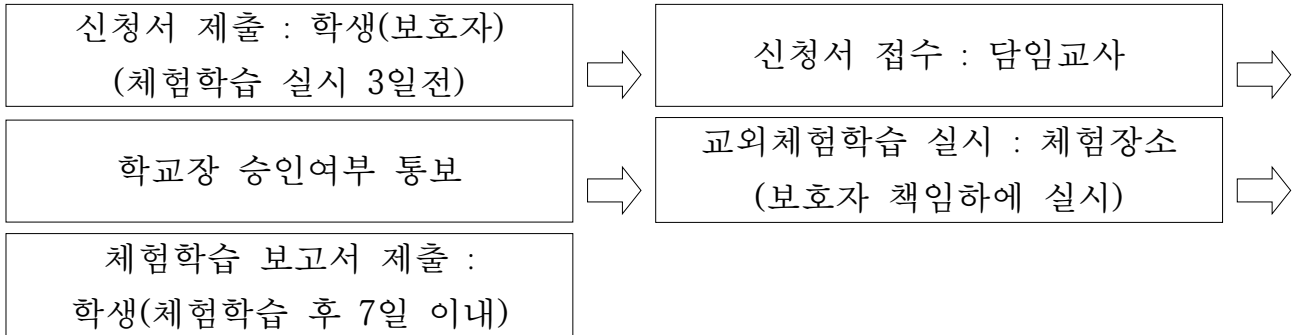 신청서 제출 : 학생(보호자)
(체험학습 실시 3일전)
신청서 접수 : 담임교사
학교장 승인여부 통보
교외체험학습 실시 : 체험장소
(보호자 책임하에 실시)
체험학습 보고서 제출 :
학생(체험학습 후 7일 이내)